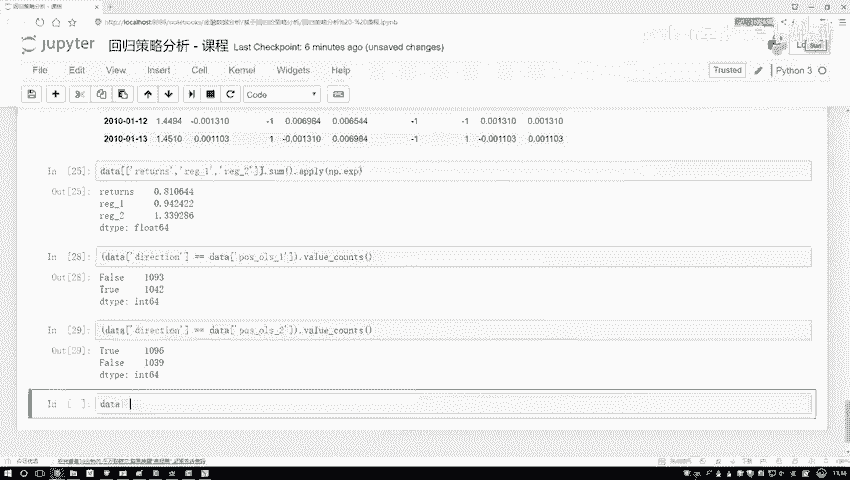 回归策略分析 - 课程
jupyter 回归策略分析 - 课程 Last Checkpoint: 6 minutes ago (unsaved changes)
File Edit View Insert Cell Kernel Widgets Help
Trusted Python 3
Code
2010-01-12 1.4494 -0.001310 -1 0.006984 0.006544 -1 -1 0.001310 0.001310
2010-01-13 1.4510 0.001103 1 -0.001310 0.006984 -1 1 -0.001103 0.001103
In [25]: data[['returns','reg_1','reg_2']].sum().apply(np.exp)
Out[25]: returns 0.810644
reg_1 0.942422
reg_2 1.339286
dtype: float64
In [28]: (data['direction'] == data['pos_ols_1']).value_counts()
Out[28]: False 1093
True 1042
dtype: int64
In [29]: (data['direction'] == data['pos_ols_2']).value_counts()
Out[29]: True 1096
False 1039
dtype: int64
In [ ]: data